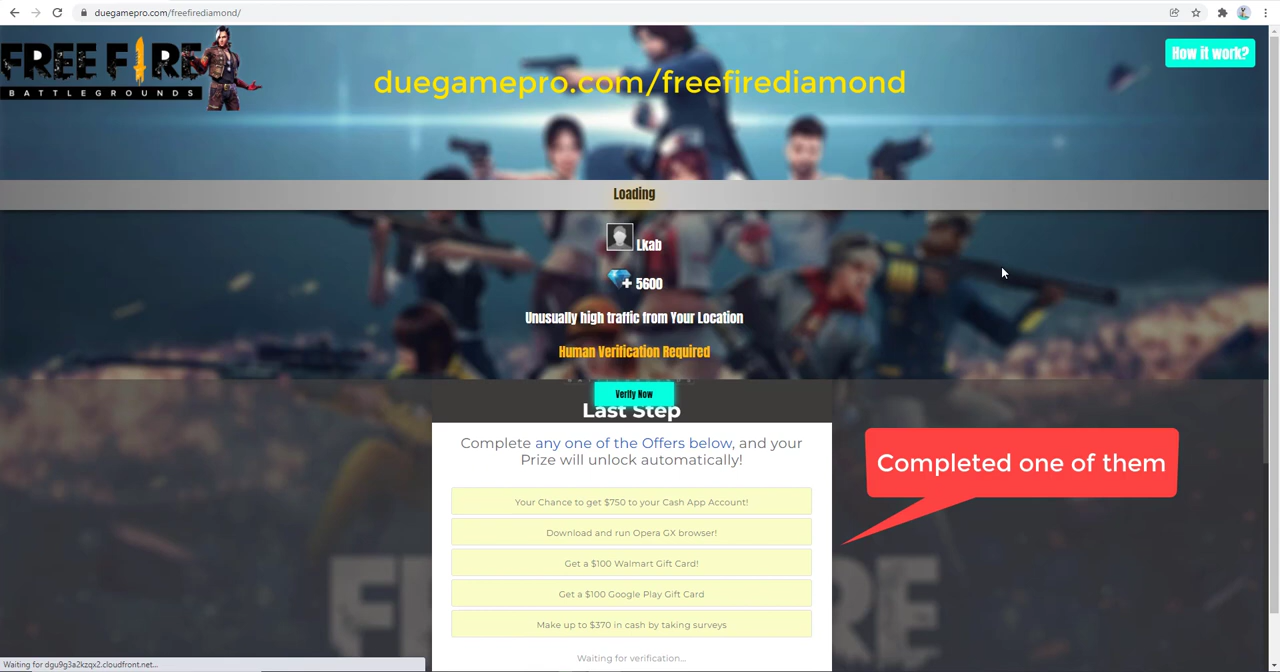 duegamepro.com/freefirediamond/
FREE FIRE
BATTLEGROUNDS
duegamepro.com/freefirediamond
How it work?
Loading
Lkab
+ 5600
Unusually high traffic from Your Location
Human Verification Required
Verify Now
Last Step
Complete any one of the Offers below, and your
Prize will unlock automatically!
Your Chance to get $750 to your Cash App Account!
Completed one of them
Download and run Opera GX browser!
Get a $100 Walmart Gift Card!
Get a $100 Google Play Gift Card
Make up to $370 in cash by taking surveys
Waiting for verification...
Waiting for dgu9g3a2kzqx2.cloudfront.net...